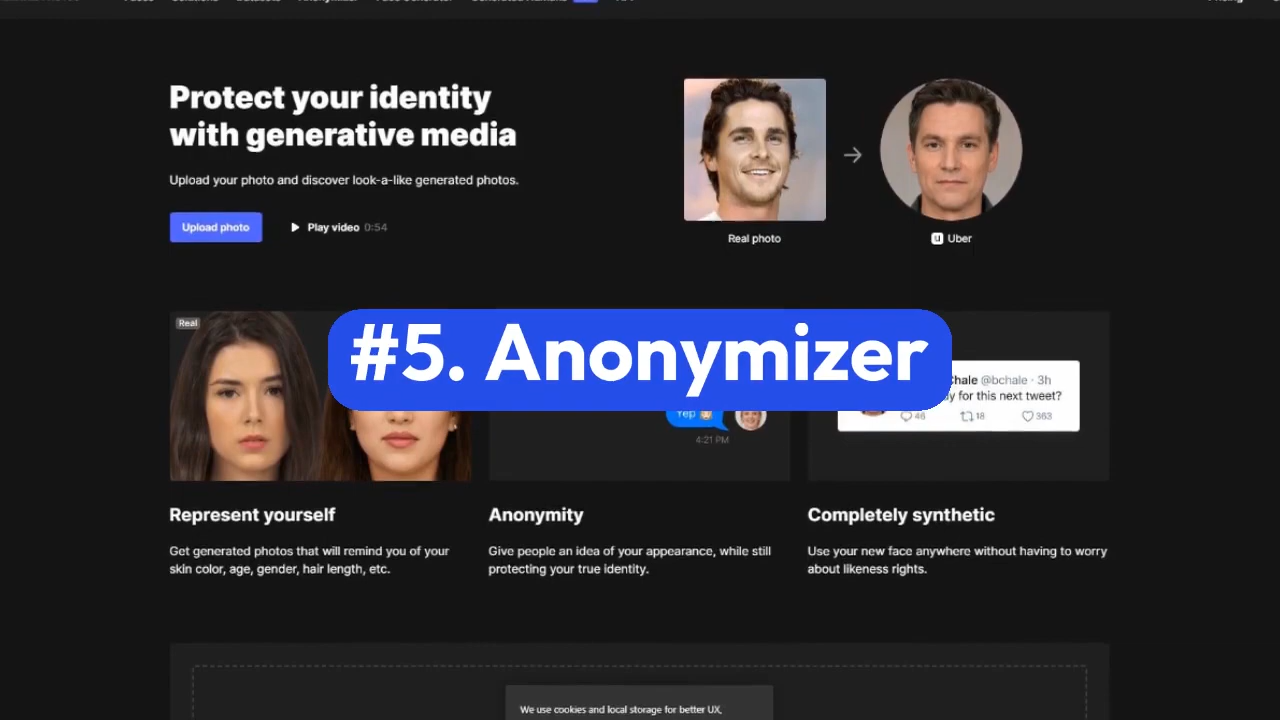 Protect your identity
with generative media
Upload your photo and discover look-a-like generated photos.
Upload photo
Play video 0:54
Real photo
u Uber
Real
#5. Anonymizer
Yep
4:21 PM
hale @bchale · 3h
y for this next tweet?
46 18 363
Represent yourself
Get generated photos that will remind you of your
skin color, age, gender, hair length, etc.
Anonymity
Give people an idea of your appearance, while still
protecting your true identity.
Completely synthetic
Use your new face anywhere without having to worry
about likeness rights.
We use cookies and local storage for better UX,